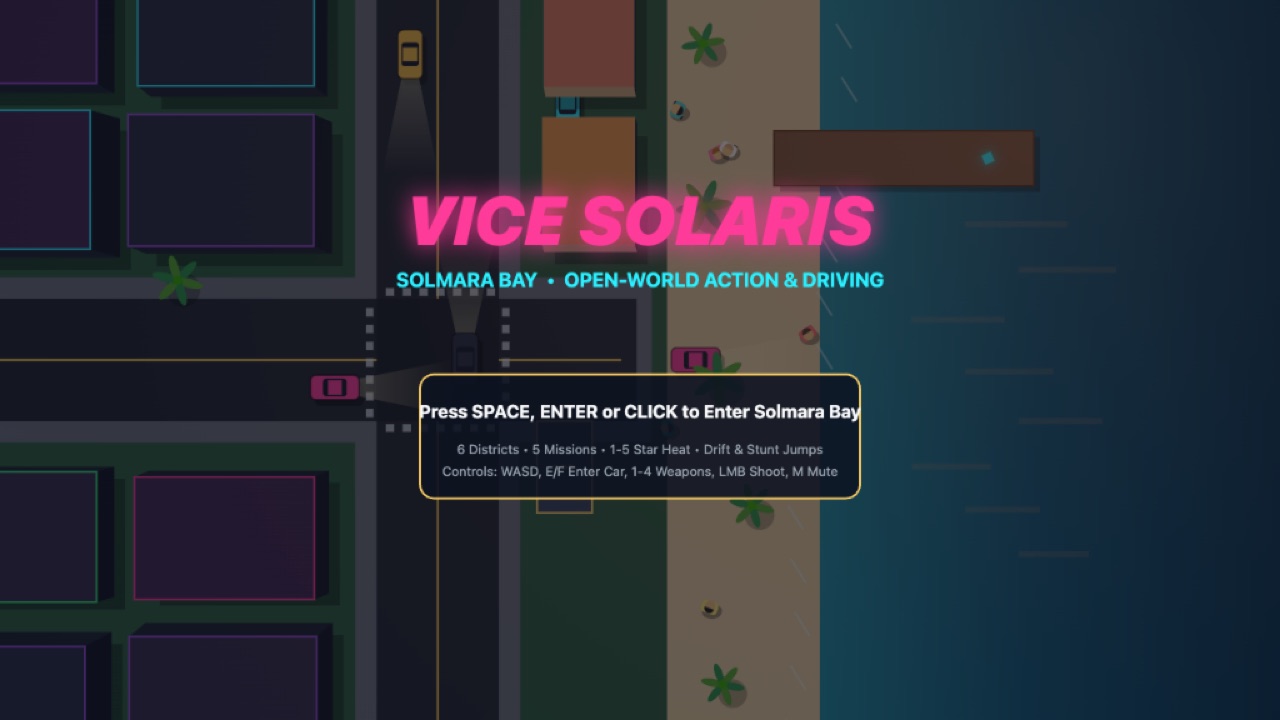 VICE SOLARIS
SOLMARA BAY • OPEN-WORLD ACTION & DRIVING
Press SPACE, ENTER or CLICK to Enter Solmara Bay
6 Districts • 5 Missions • 1-5 Star Heat • Drift & Stunt Jumps
Controls: WASD, E/F Enter Car, 1-4 Weapons, LMB Shoot, M Mute